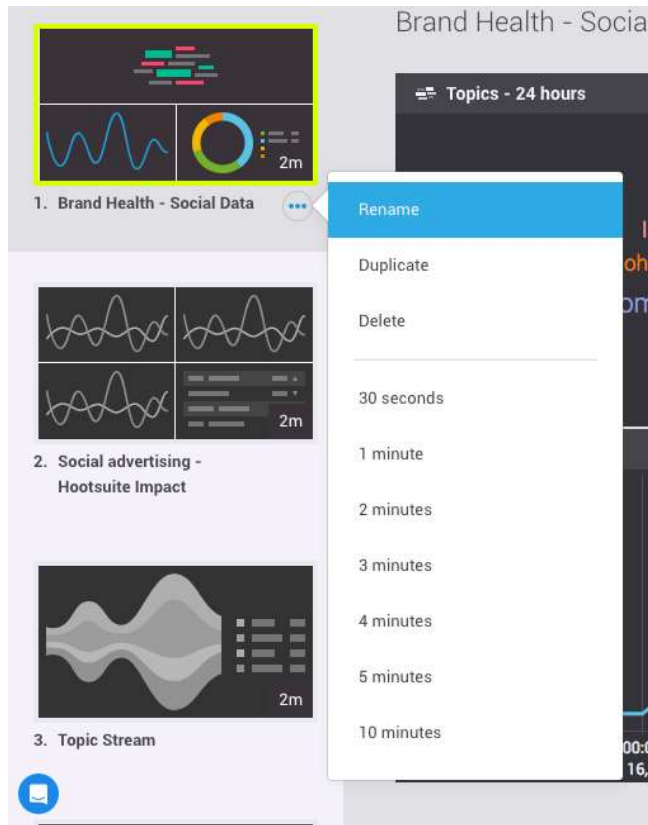 Brand Health - Socia
Topics - 24 hours
2m
1. Brand Health - Social Data
Rename
Duplicate
Delete
30 seconds
1 minute
2 minutes
3 minutes
4 minutes
5 minutes
10 minutes
2m
2. Social advertising -
Hootsuite Impact
2m
3. Topic Stream
oh
16,